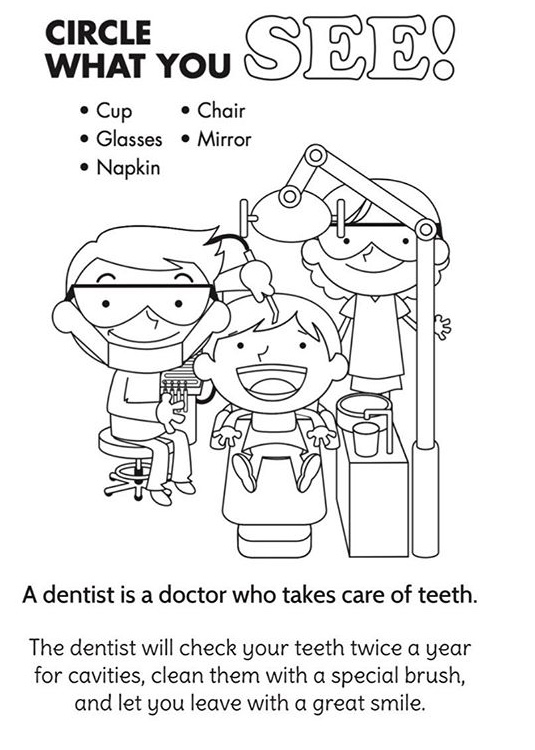 CIRCLE
WHAT YOU SEE!
• Cup
• Glasses
• Napkin
• Chair
• Mirror
A dentist is a doctor who takes care of teeth.
The dentist will check your teeth twice a year
for cavities, clean them with a special brush,
and let you leave with a great smile.